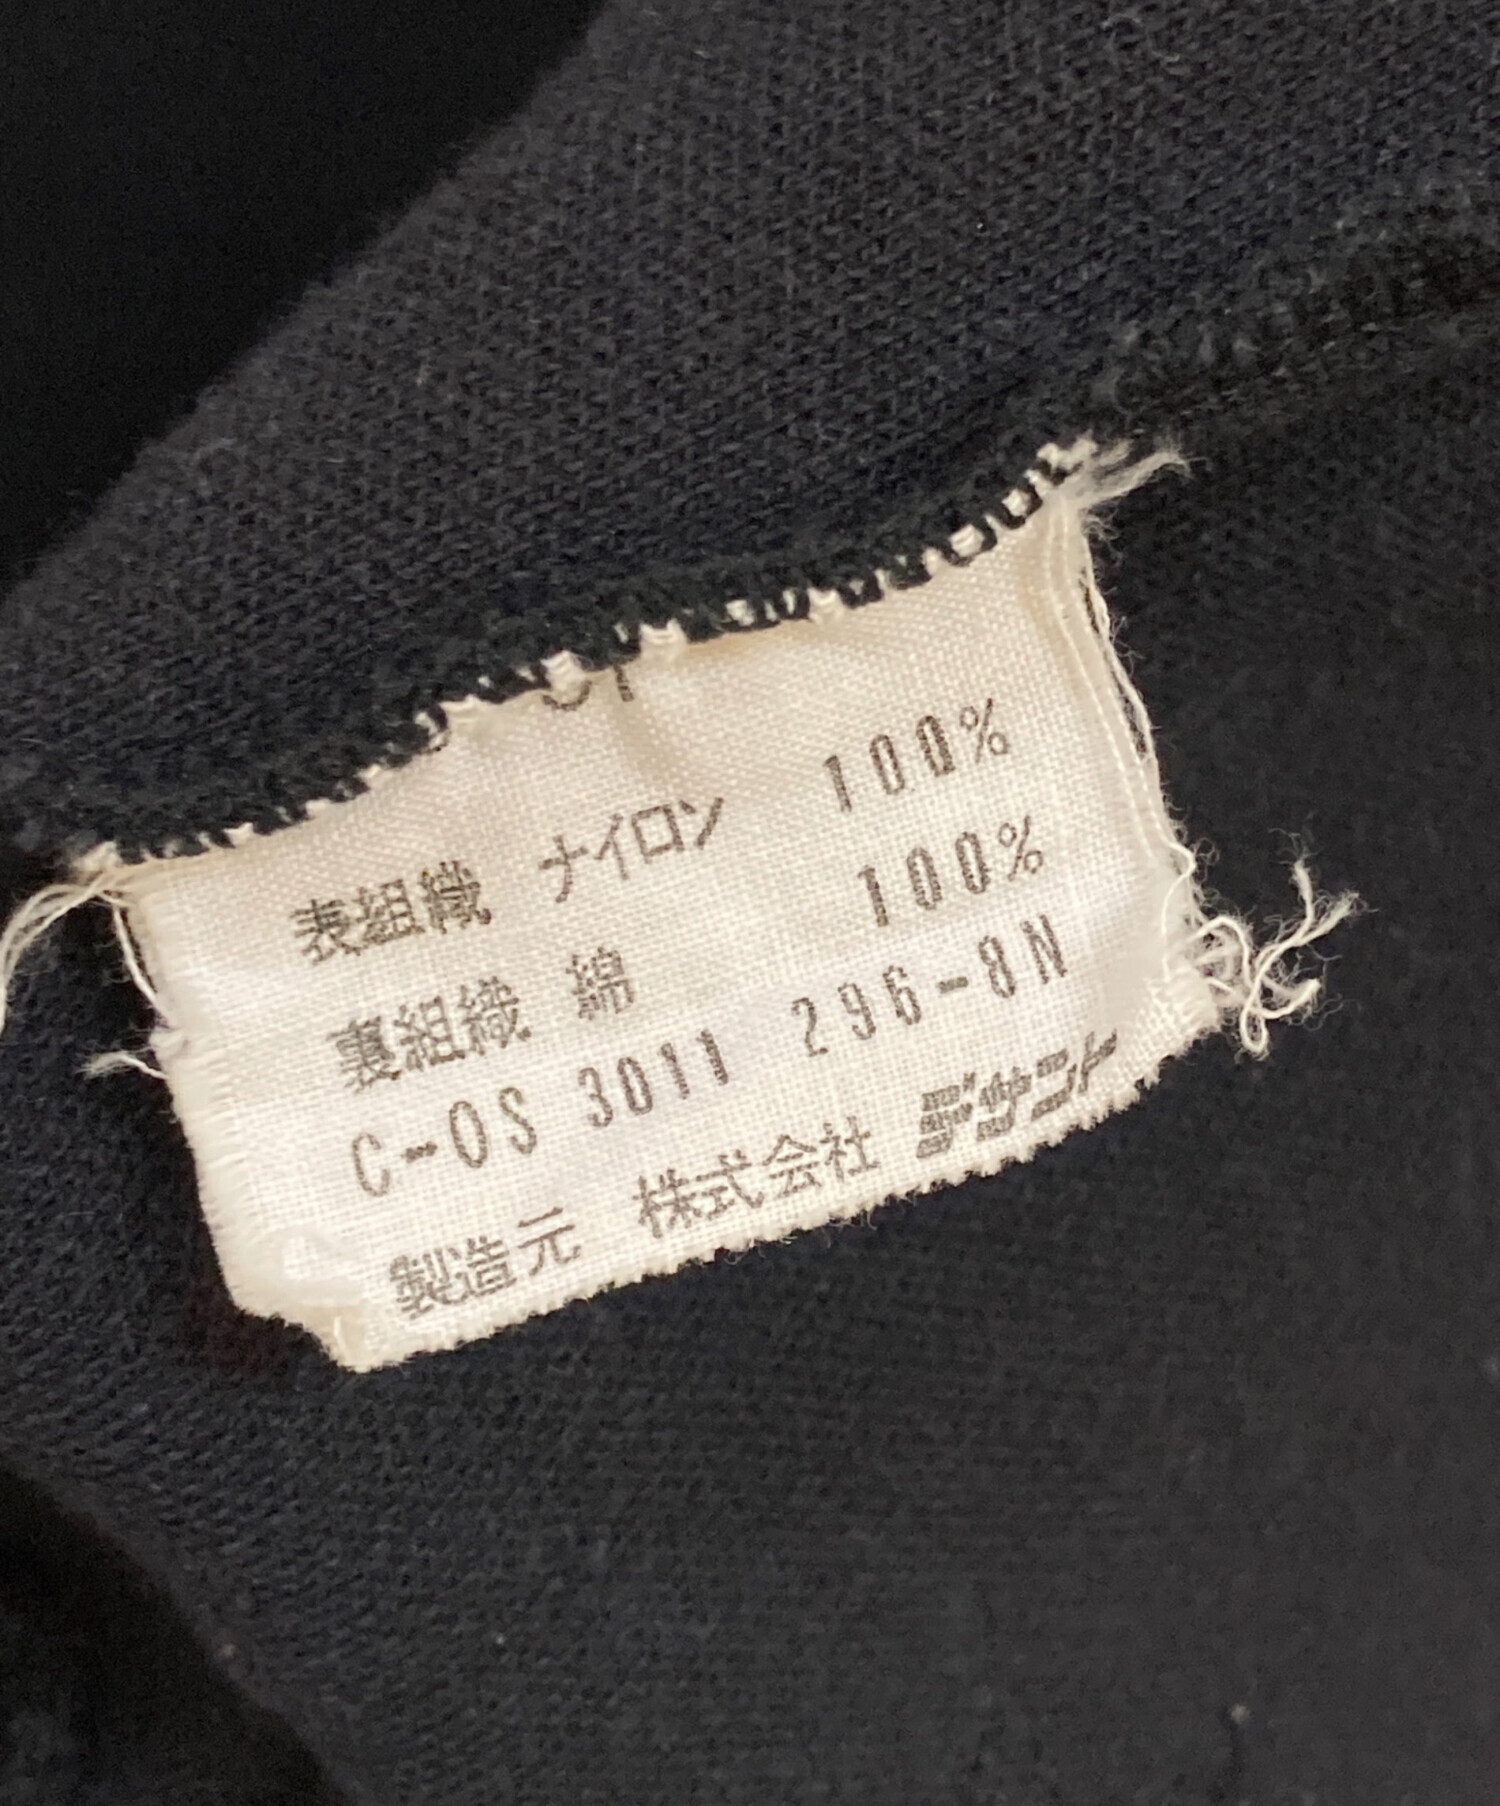 表組織 ナイロン 100%
裏組織 綿 100%
C-OS 3011 296-8N
製造元 株式会社 デサント